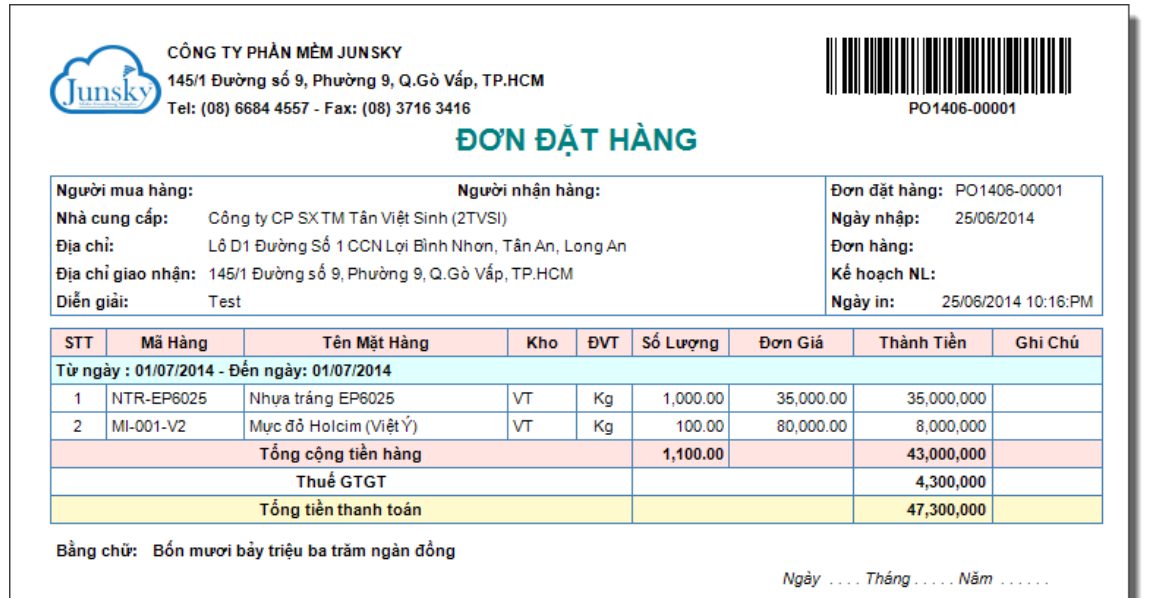 Junsky
CÔNG TY PHẦN MỀM JUNSKY
145/1 Đường số 9, Phường 9, Q.Gò Vấp, TP.HCM
Tel: (08) 6684 4557 - Fax: (08) 3716 3416
PO1406-00001
ĐƠN ĐẶT HÀNG
Người mua hàng: Người nhận hàng: Đơn đặt hàng: PO1406-00001
Nhà cung cấp: Công ty CP SX TM Tân Việt Sinh (2TVSI) Ngày nhập: 25/06/2014
Địa chỉ: Lô D1 Đường Số 1 CCN Lợi Bình Nhơn, Tân An, Long An Đơn hàng:
Địa chỉ giao nhận: 145/1 Đường số 9, Phường 9, Q.Gò Vấp, TP.HCM Kế hoạch NL:
Diễn giải: Test Ngày in: 25/06/2014 10:16:PM
STT Mã Hàng Tên Mặt Hàng Kho ĐVT Số Lượng Đơn Giá Thành Tiền Ghi Chú
Từ ngày : 01/07/2014 - Đến ngày: 01/07/2014
1 NTR-EP6025 Nhựa tráng EP6025 VT Kg 1,000.00 35,000.00 35,000,000
2 MI-001-V2 Mực đỏ Holcim (Việt Ý) VT Kg 100.00 80,000.00 8,000,000
Tổng cộng tiền hàng 1,100.00 43,000,000
Thuế GTGT 4,300,000
Tổng tiền thanh toán 47,300,000
Bằng chữ: Bốn mươi bảy triệu ba trăm ngàn đồng
Ngày . . . . Tháng . . . . . Năm . . . . . .